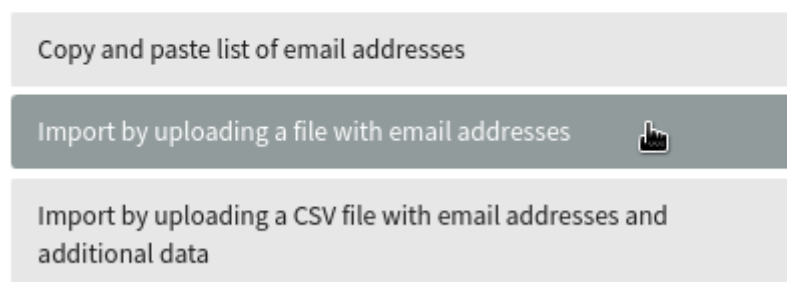 Copy and paste list of email addresses
Import by uploading a file with email addresses
Import by uploading a CSV file with email addresses and
additional data